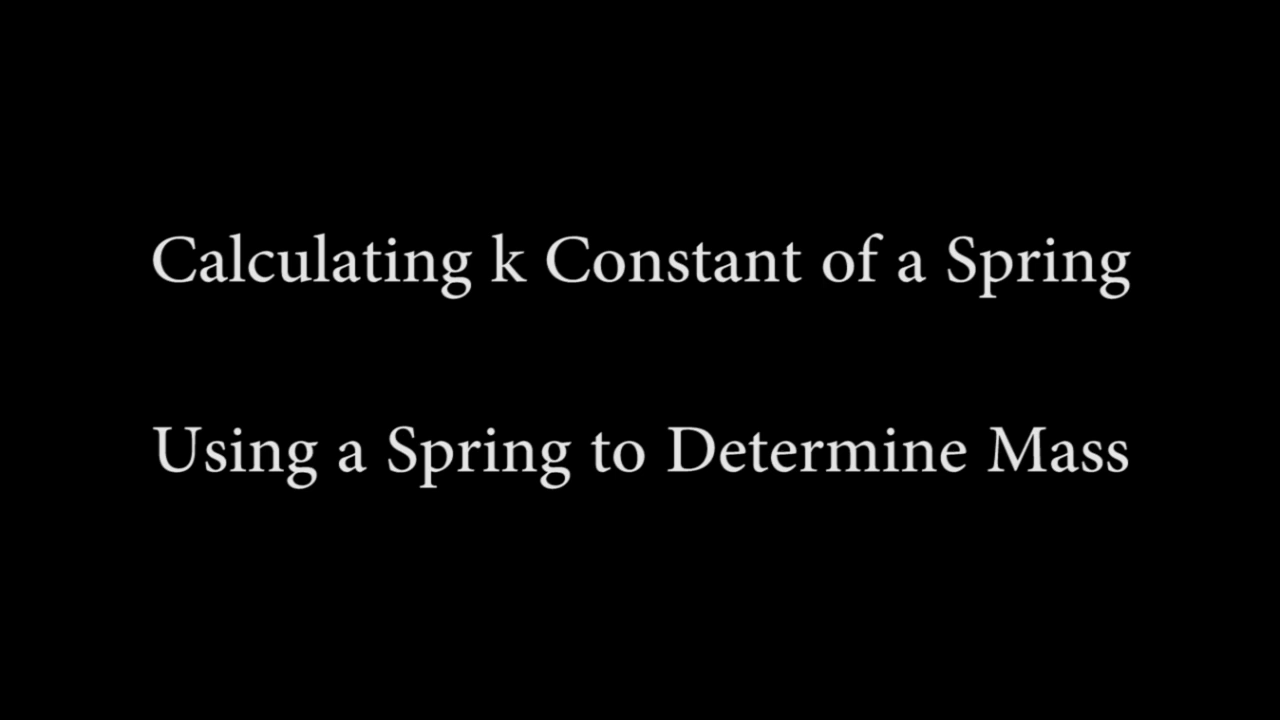 Calculating k Constant of a Spring
Using a Spring to Determine Mass